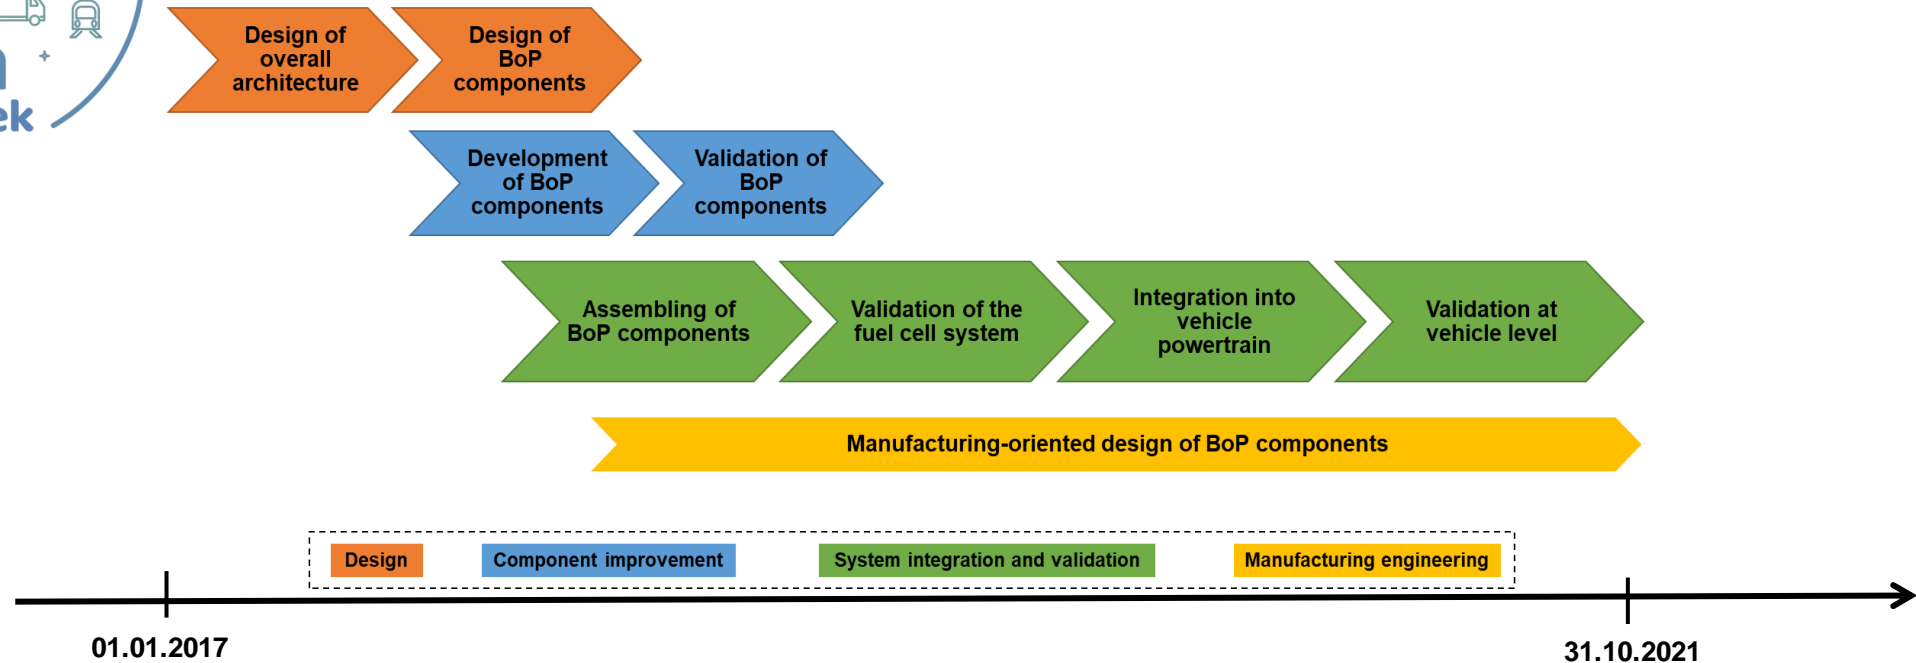 ek
Design of
overall
architecture
Design of
BoP
components
Development
of BoP
components
Validation of
BoP
components
Assembling of
BoP components
Validation of the
fuel cell system
Integration into
vehicle
powertrain
Validation at
vehicle level
Manufacturing-oriented design of BoP components
Design
Component improvement
System integration and validation
Manufacturing engineering
01.01.2017
31.10.2021